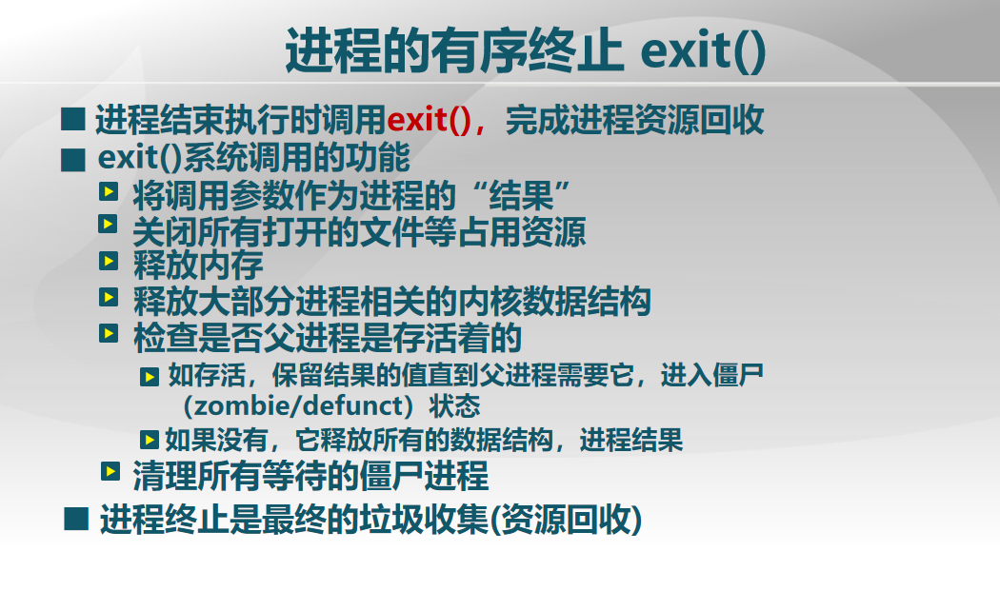 进程的有序终止 exit()
进程结束执行时调用exit()，完成进程资源回收
exit()系统调用的功能
将调用参数作为进程的“结果”
关闭所有打开的文件等占用资源
释放内存
释放大部分进程相关的内核数据结构
检查是否父进程是存活着的
如存活，保留结果的值直到父进程需要它，进入僵尸
（zombie/defunct）状态
如果没有，它释放所有的数据结构，进程结果
清理所有等待的僵尸进程
进程终止是最终的垃圾收集(资源回收)